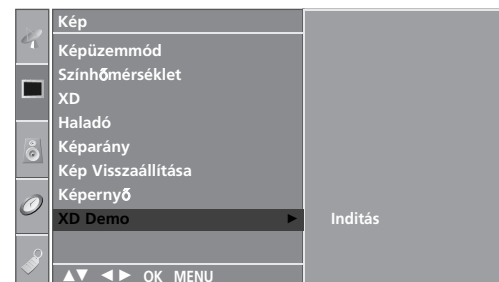 Kép
Képüzemmód
Színhőmérséklet
XD
Haladó
Képarány
Kép Visszaállítása
Képernyő
XD Demo ► Inditás
▲▼ ◄► OK MENU